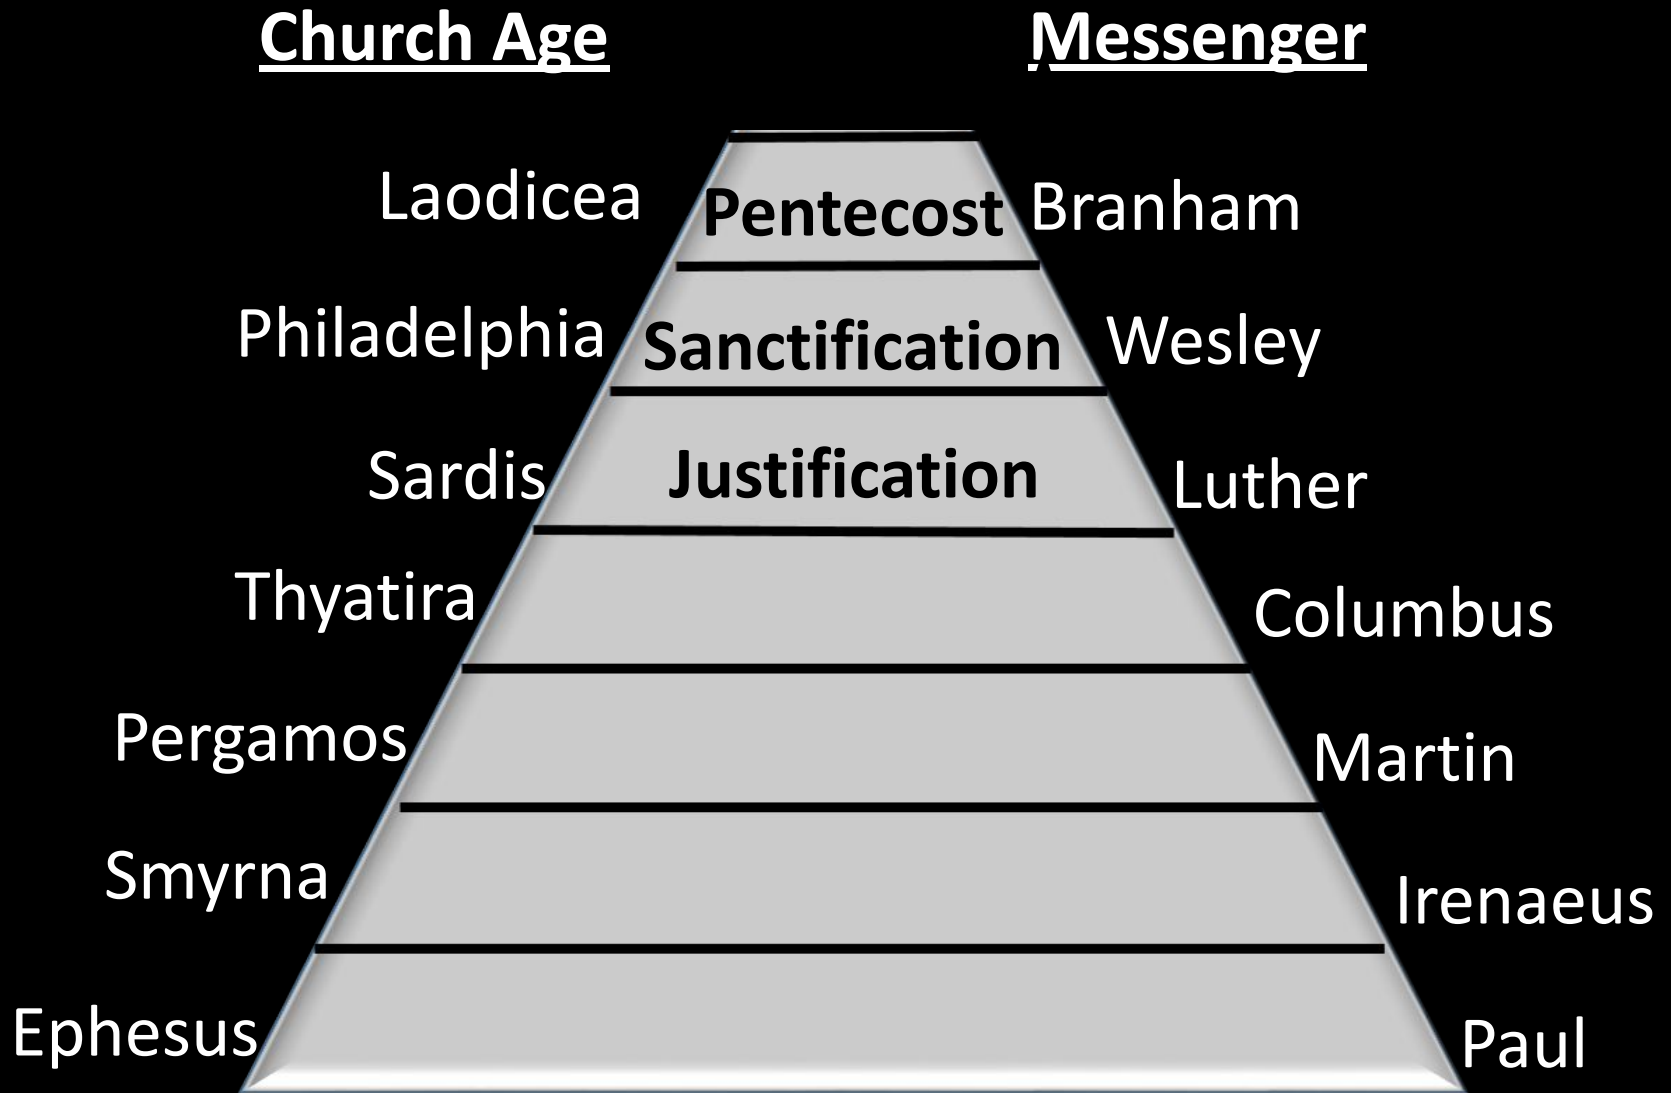 Church Age Messenger
Laodicea Pentecost Branham
Philadelphia Sanctification Wesley
Sardis Justification Luther
Thyatira Columbus
Pergamos Martin
Smyrna Irenaeus
Ephesus Paul